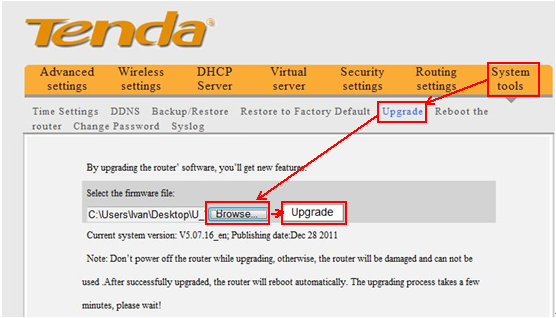 Tenda®
Advanced settings Wireless settings DHCP Server Virtual server Security settings Routing settings System tools
Time Settings DDNS Backup/Restore Restore to Factory Default Upgrade Reboot the
router Change Password Syslog
By upgrading the router' software, you'll get new features.
Select the firmware file:
C:\Users\Ivan\Desktop\U_ Browse... Upgrade
Current system version: V5.07.16_en; Publishing date:Dec 28 2011
Note: Don't power off the router while upgrading, otherwise, the router will be damaged and can not be
used .After successfully upgraded, the router will reboot automatically. The upgrading process takes a few
minutes, please wait!